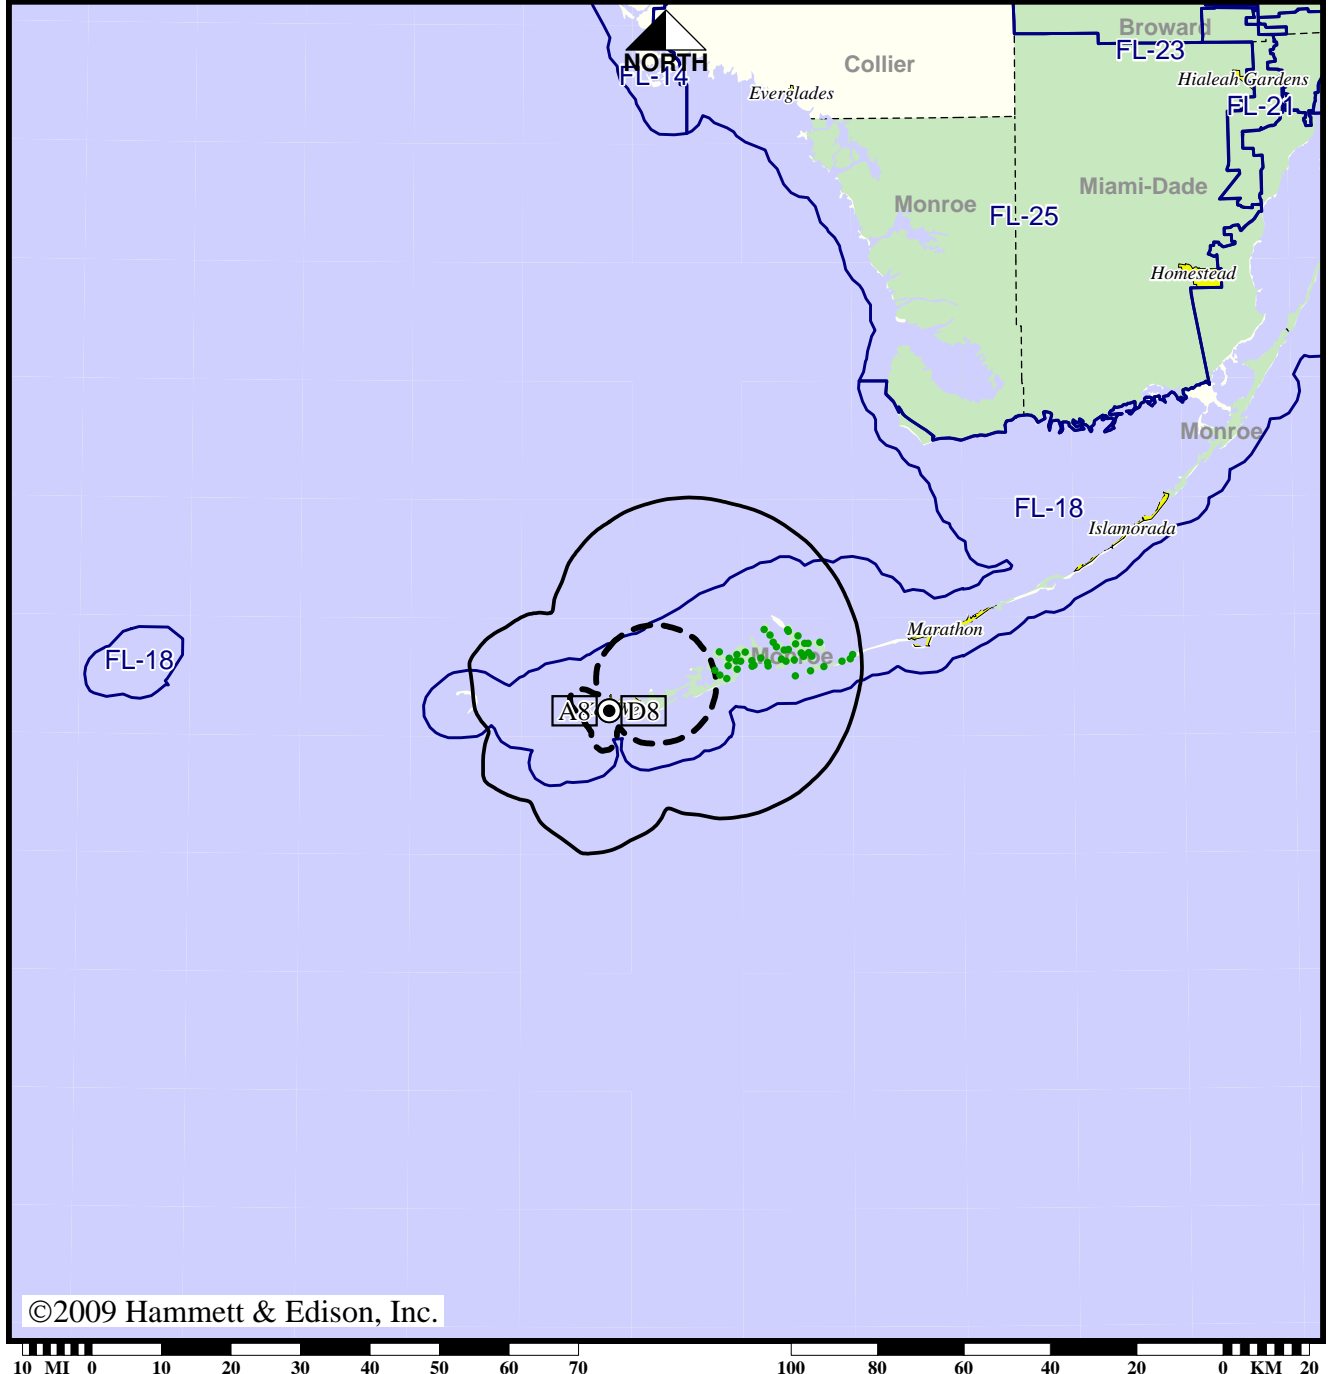 Broward
FL-23
NORTH
Collier
FL-14
Hialeah Gardens
Everglades
FL-21
Miami-Dade
Monroe
FL-25
Homestead
Monroe
FL-18
Islamorada
Marathon
Monroe
FL-18
A8
D8
©2009 Hammett & Edison, Inc.
10 MI 0 10 20 30 40 50 60 70 100 80 60 40 20 0 KM 20